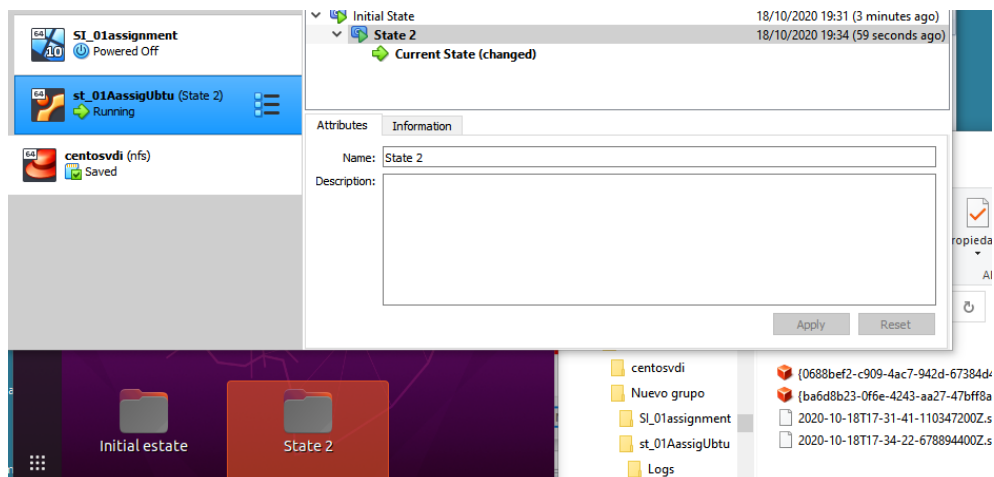 SI_01assignment
Powered Off
st_01AassigUbtu (State 2)
Running
centosvdi (nfs)
Saved
Initial State 18/10/2020 19:31 (3 minutes ago)
State 2 18/10/2020 19:34 (59 seconds ago)
Current State (changed)
Attributes Information
Name: State 2
Description:
Apply Reset
ropieda
Al
Initial estate State 2
centosvdi
Nuevo grupo
SI_01assignment
st_01AassigUbtu
Logs
{0688bef2-c909-4ac7-942d-67384d4
{ba6d8b23-0f6e-4243-aa27-47bff8a
2020-10-18T17-31-41-110347200Z.s
2020-10-18T17-34-22-678894400Z.s